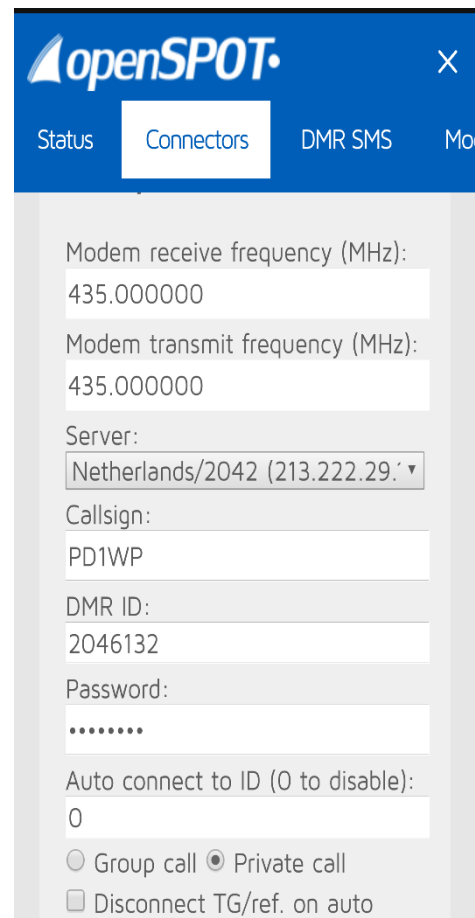 openSPOT
X
Status Connectors DMR SMS
Modem receive frequency (MHz):
435.000000
Modem transmit frequency (MHz):
435.000000
Server:
Netherlands/2042 (213.222.29.
Callsign:
PD1WP
DMR ID:
2046132
Password:
••••••••
Auto connect to ID (0 to disable):
0
Group call Private call
Disconnect TG/ref. on auto